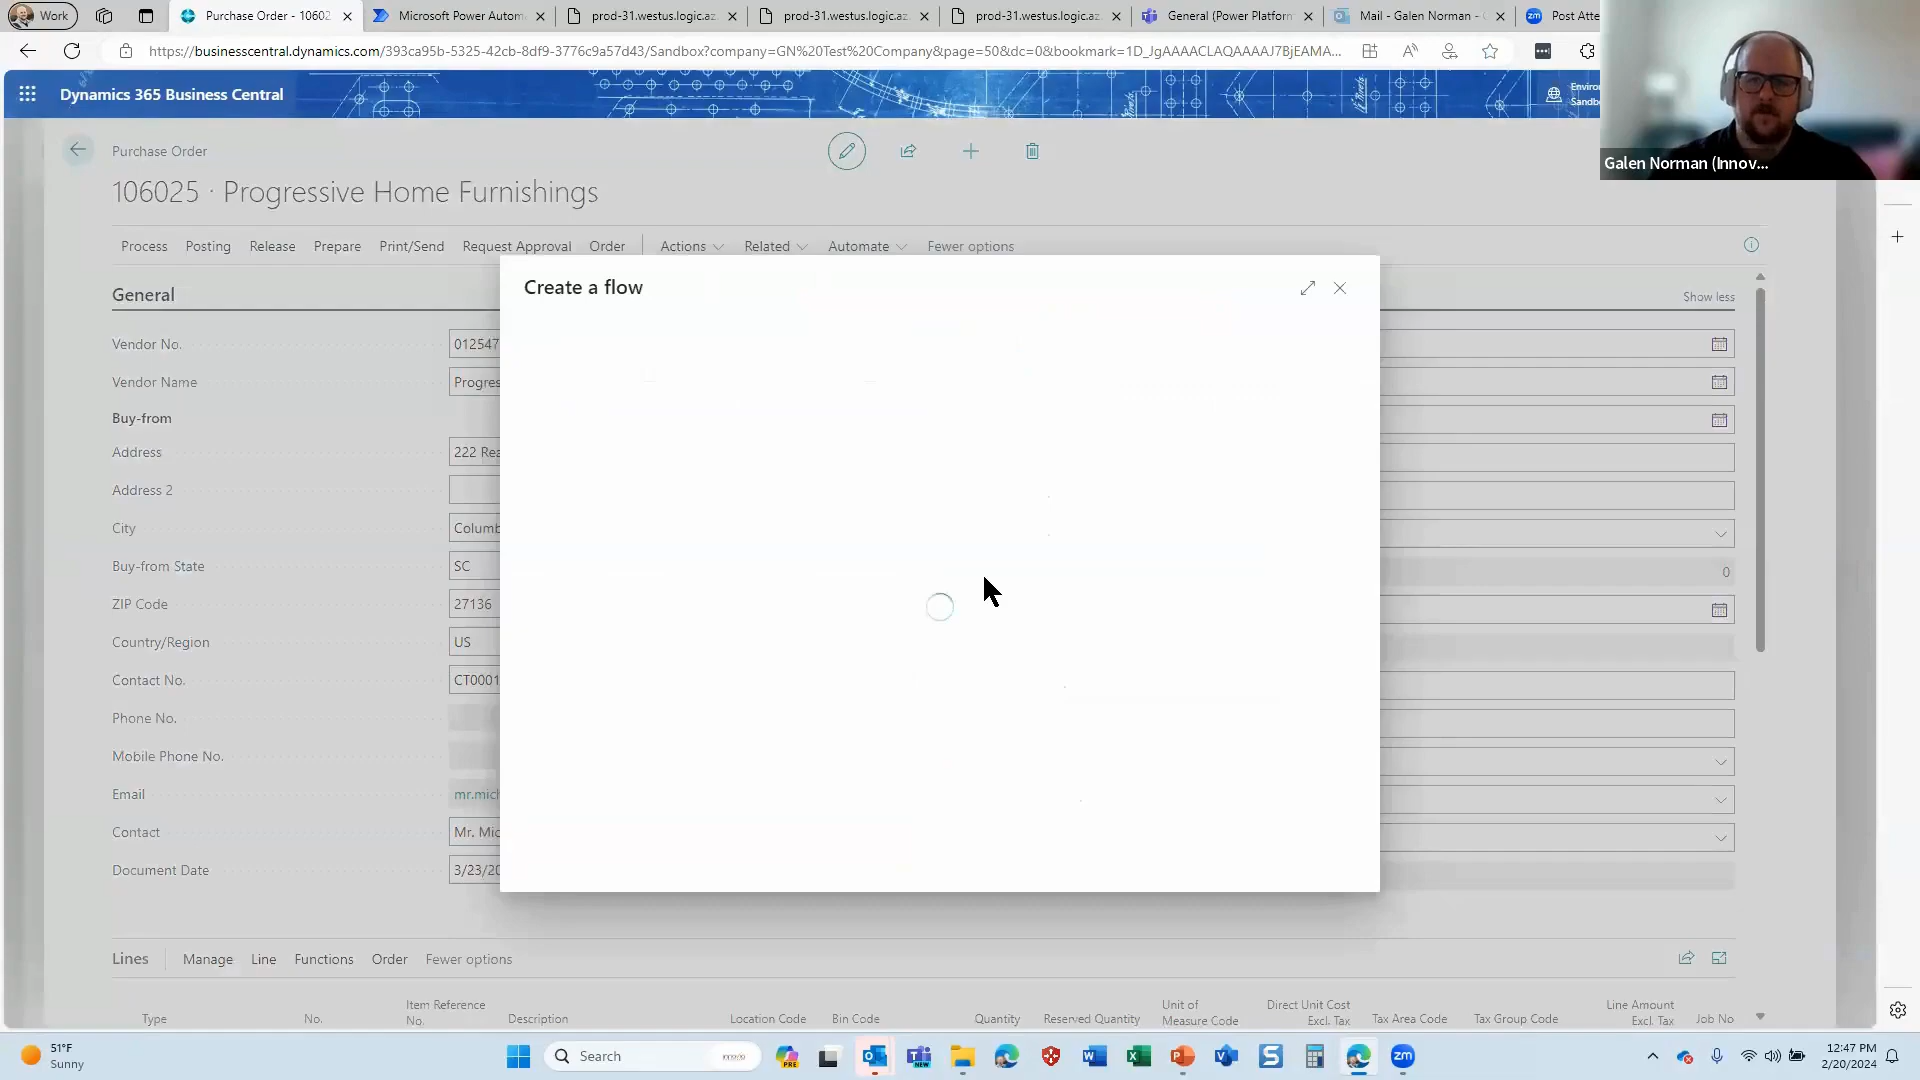 Work
Purchase Order - 106025
Microsoft Power Autom
prod-31.westus.logic.az
prod-31.westus.logic.az
prod-31.westus.logic.az
General (Power Platform
Mail - Galen Norman -
Post Atte
https://businesscentral.dynamics.com/393ca95b-5325-42cb-8df9-3776c9a57d43/Sandbox?company=GN%20Test%20Company&page=50&dc=0&bookmark=1D_JgAAAACLAQAAAAJ7BjEAMA...
Dynamics 365 Business Central
Enviro
Sandb
Galen Norman (Innov...
Purchase Order
106025 · Progressive Home Furnishings
Process Posting Release Prepare Print/Send Request Approval Order Actions Related Automate Fewer options
Create a flow
General
Show less
Vendor No.
012547
Vendor Name
Progres
Buy-from
Address
222 Rea
Address 2
City
Columb
Buy-from State
SC
0
ZIP Code
27136
Country/Region
US
Contact No.
CT0001
Phone No.
Mobile Phone No.
Email
mr.mich
Contact
Mr. Mic
Document Date
3/23/20
Lines Manage Line Functions Order Fewer options
Type
No.
Item Reference
No.
Description
Location Code
Bin Code
Quantity
Reserved Quantity
Unit of
Measure Code
Direct Unit Cost
Excl. Tax
Tax Area Code
Tax Group Code
Line Amount
Excl. Tax
Job No
51°F
Sunny
Search
PRE
NEW
zm
12:47 PM
2/20/2024